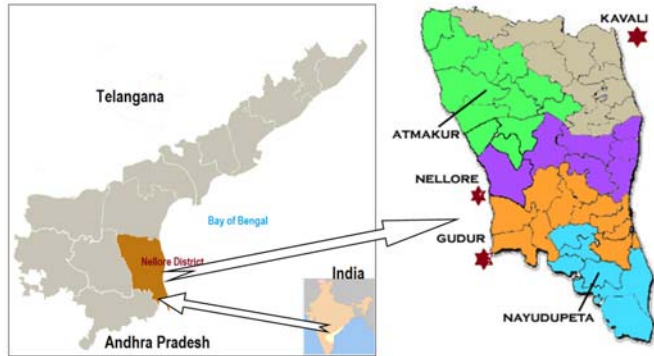 Telangana
Bay of Bengal
Nellore District
India
Andhra Pradesh
KAVALI
ATMAKUR
NELLORE
GUDUR
NAYUDUPETA